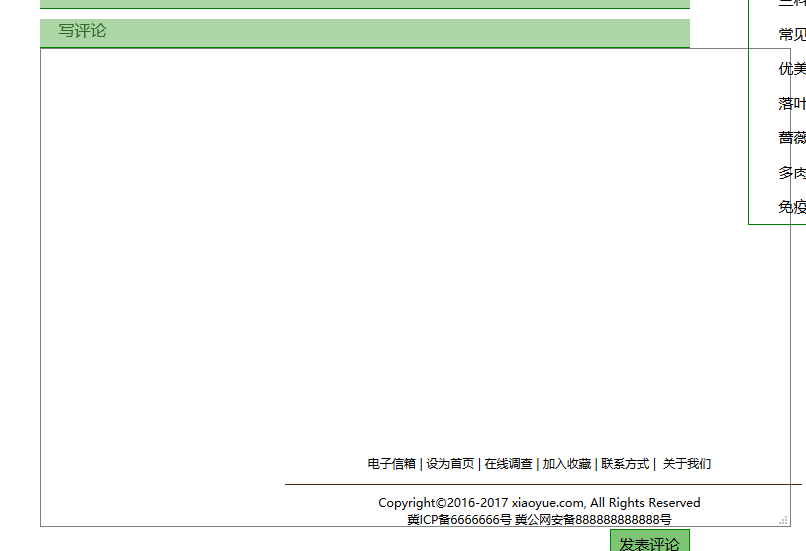 写评论
常见
优美
落叶
蔷薇
多肉
免疫
电子信箱 | 设为首页 | 在线调查 | 加入收藏 | 联系方式 | 关于我们
Copyright©2016-2017 xiaoyue.com, All Rights Reserved
冀ICP备6666666号 冀公网安备888888888888号
发表评论